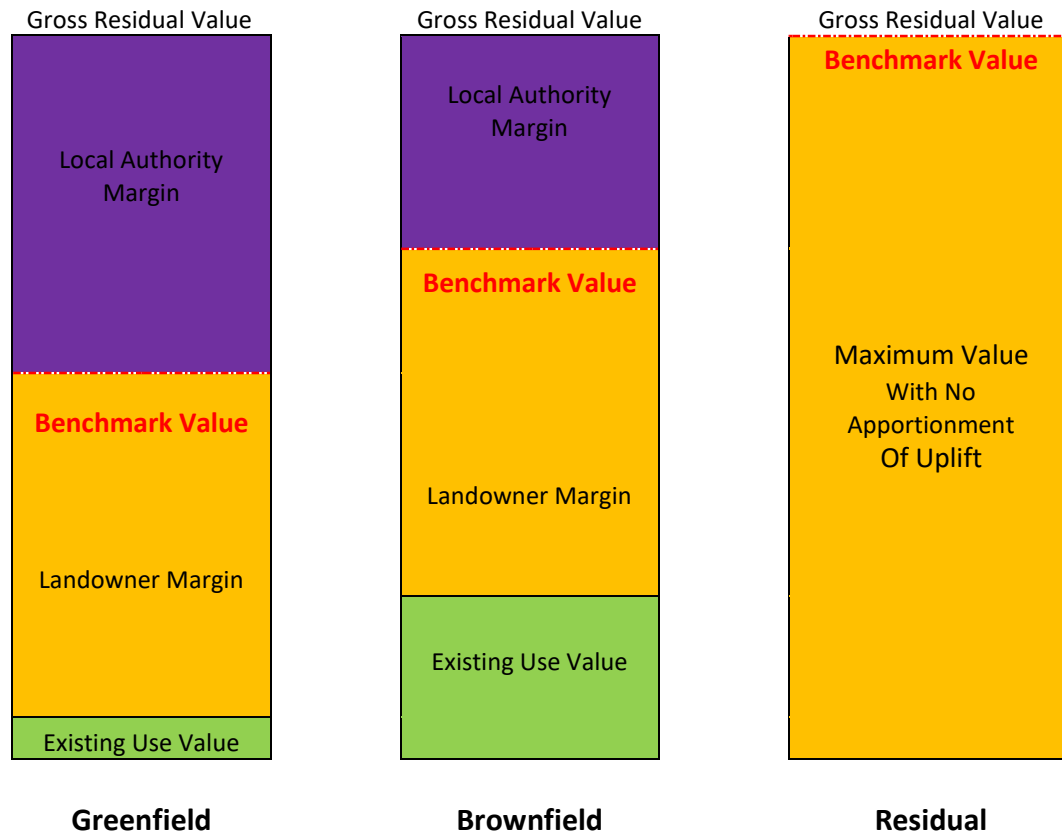 Gross Residual Value
Local Authority
Margin
Benchmark Value
Landowner Margin
Existing Use Value
Greenfield
Gross Residual Value
Local Authority
Margin
Benchmark Value
Landowner Margin
Existing Use Value
Brownfield
Gross Residual Value
Benchmark Value
Maximum Value
With No
Apportionment
Of Uplift
Residual